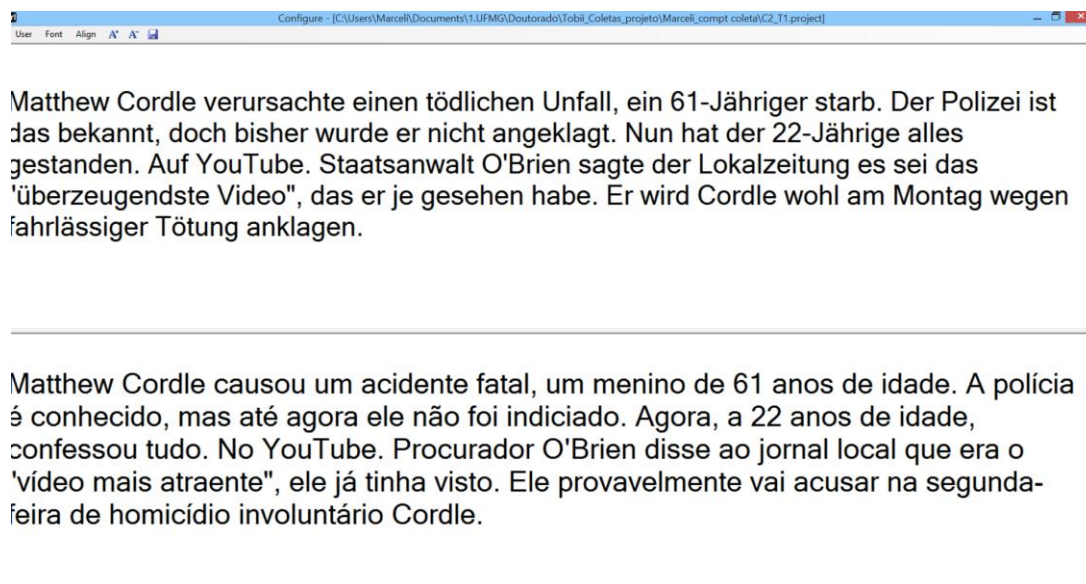 Configure - [C:\Users\Marceli\Documents\1.UFMG\Doutorado\Tobii_Coletas_projeto\Marceli_compt coleta\C2_T1.project]
User Font Align A˄ A˅
Matthew Cordle verursachte einen tödlichen Unfall, ein 61-Jähriger starb. Der Polizei ist
das bekannt, doch bisher wurde er nicht angeklagt. Nun hat der 22-Jährige alles
gestanden. Auf YouTube. Staatsanwalt O'Brien sagte der Lokalzeitung es sei das
"überzeugendste Video", das er je gesehen habe. Er wird Cordle wohl am Montag wegen
fahrlässiger Tötung anklagen.
Matthew Cordle causou um acidente fatal, um menino de 61 anos de idade. A polícia
é conhecido, mas até agora ele não foi indiciado. Agora, a 22 anos de idade,
confessou tudo. No YouTube. Procurador O'Brien disse ao jornal local que era o
"vídeo mais atraente", ele já tinha visto. Ele provavelmente vai acusar na segunda-
feira de homicídio involuntário Cordle.